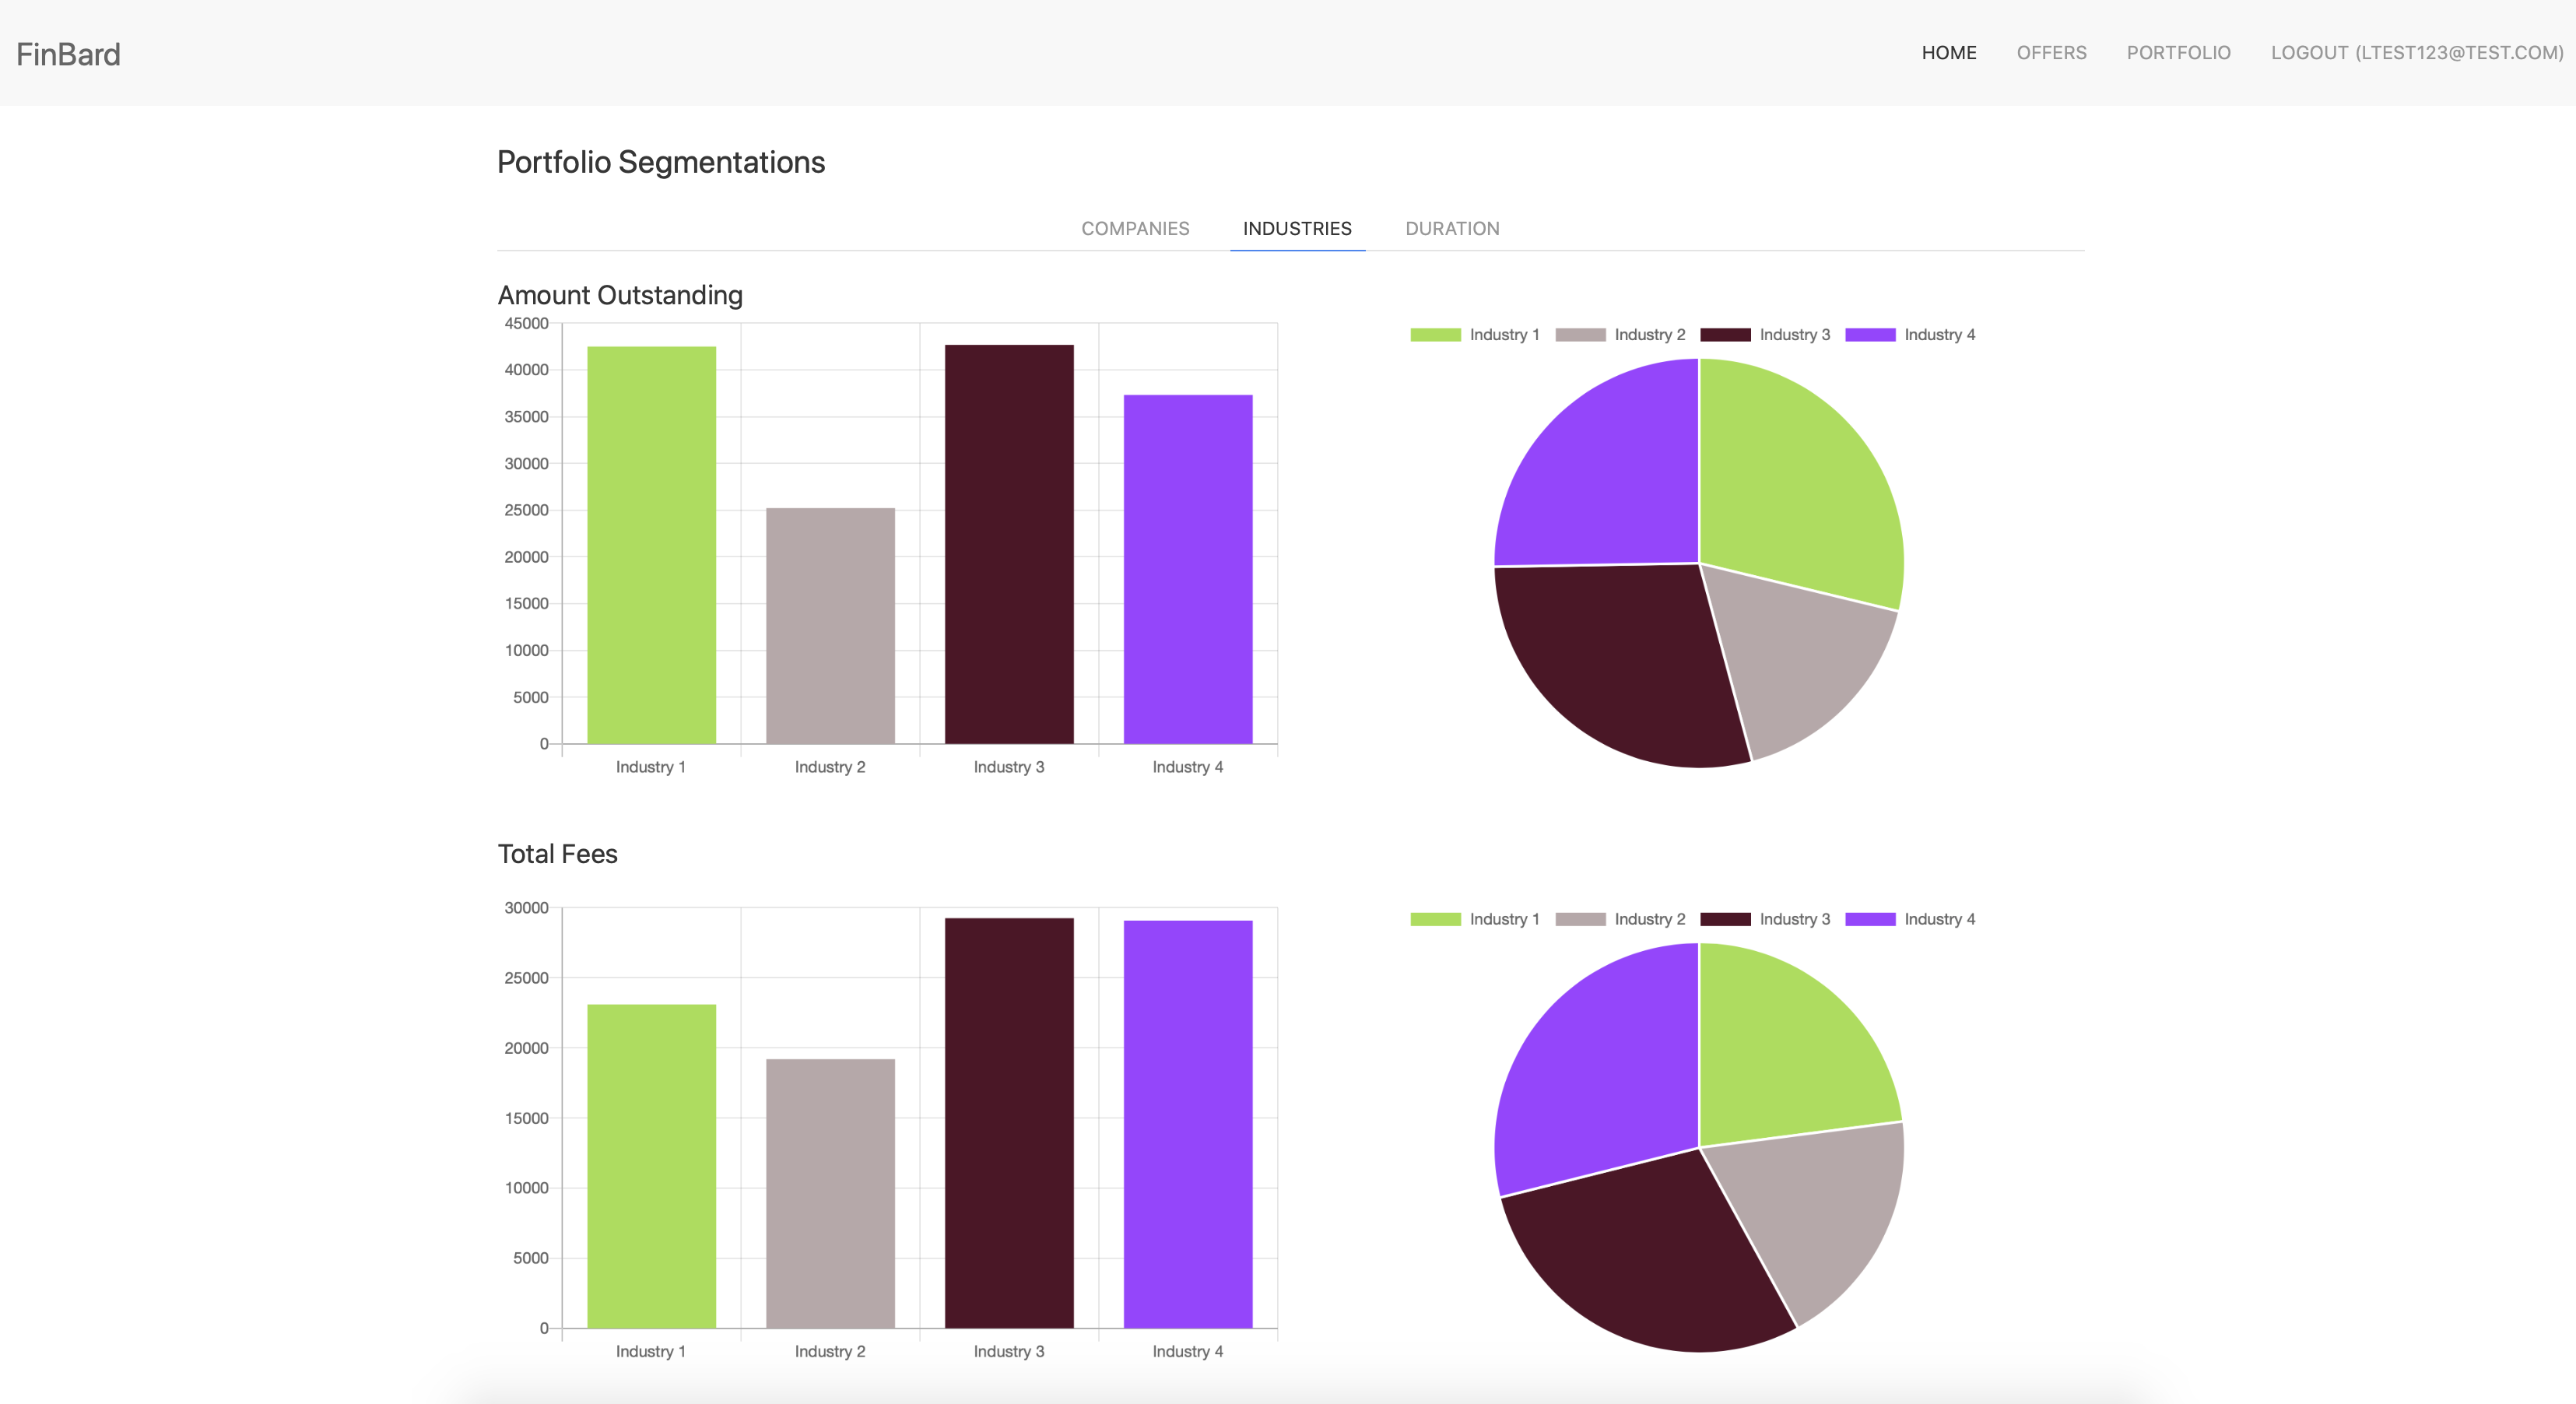 FinBard
HOME OFFERS PORTFOLIO LOGOUT (LTEST123@TEST.COM)
Portfolio Segmentations
COMPANIES INDUSTRIES DURATION
Amount Outstanding
45000
40000
35000
30000
25000
20000
15000
10000
5000
0
Industry 1 Industry 2 Industry 3 Industry 4
Industry 1 Industry 2 Industry 3 Industry 4
Total Fees
30000
25000
20000
15000
10000
5000
0
Industry 1 Industry 2 Industry 3 Industry 4
Industry 1 Industry 2 Industry 3 Industry 4